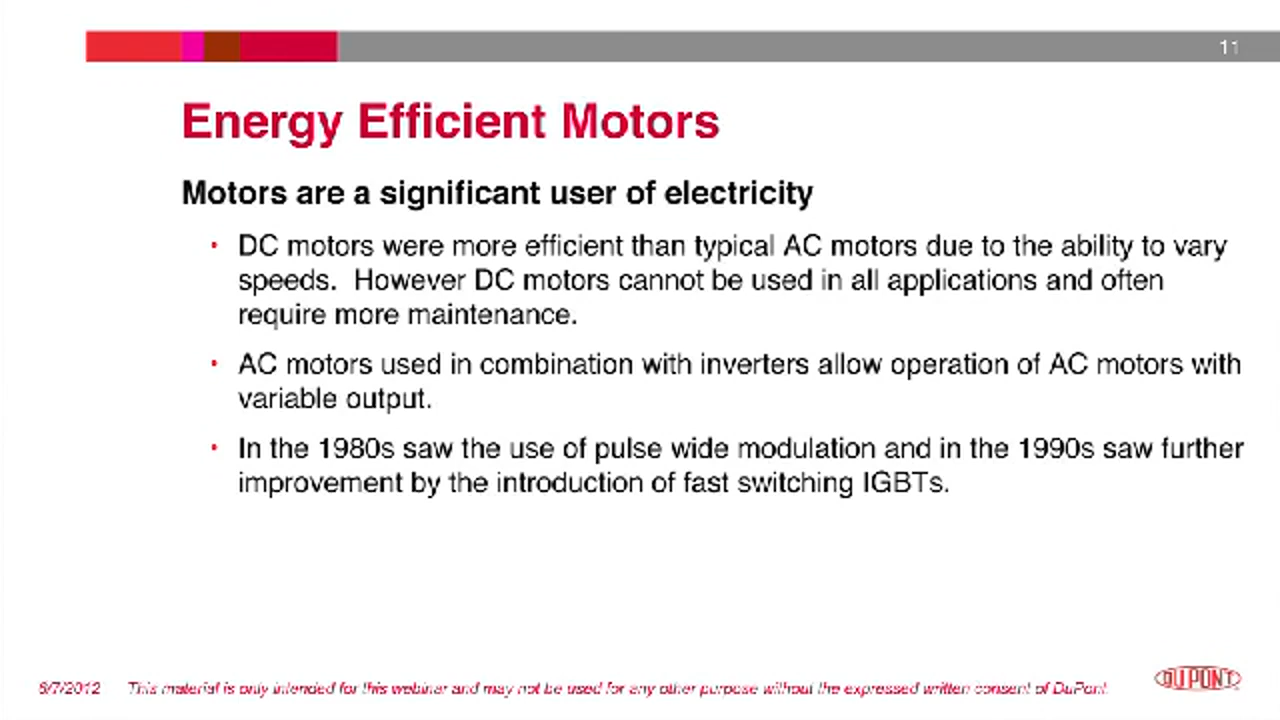 11
Energy Efficient Motors
Motors are a significant user of electricity
• DC motors were more efficient than typical AC motors due to the ability to vary
speeds.  However DC motors cannot be used in all applications and often
require more maintenance.
• AC motors used in combination with inverters allow operation of AC motors with
variable output.
• In the 1980s saw the use of pulse wide modulation and in the 1990s saw further
improvement by the introduction of fast switching IGBTs.
6/7/2012 This material is only intended for this webinar and may not be used for any other purpose without the expressed written consent of DuPont.
DUPONT